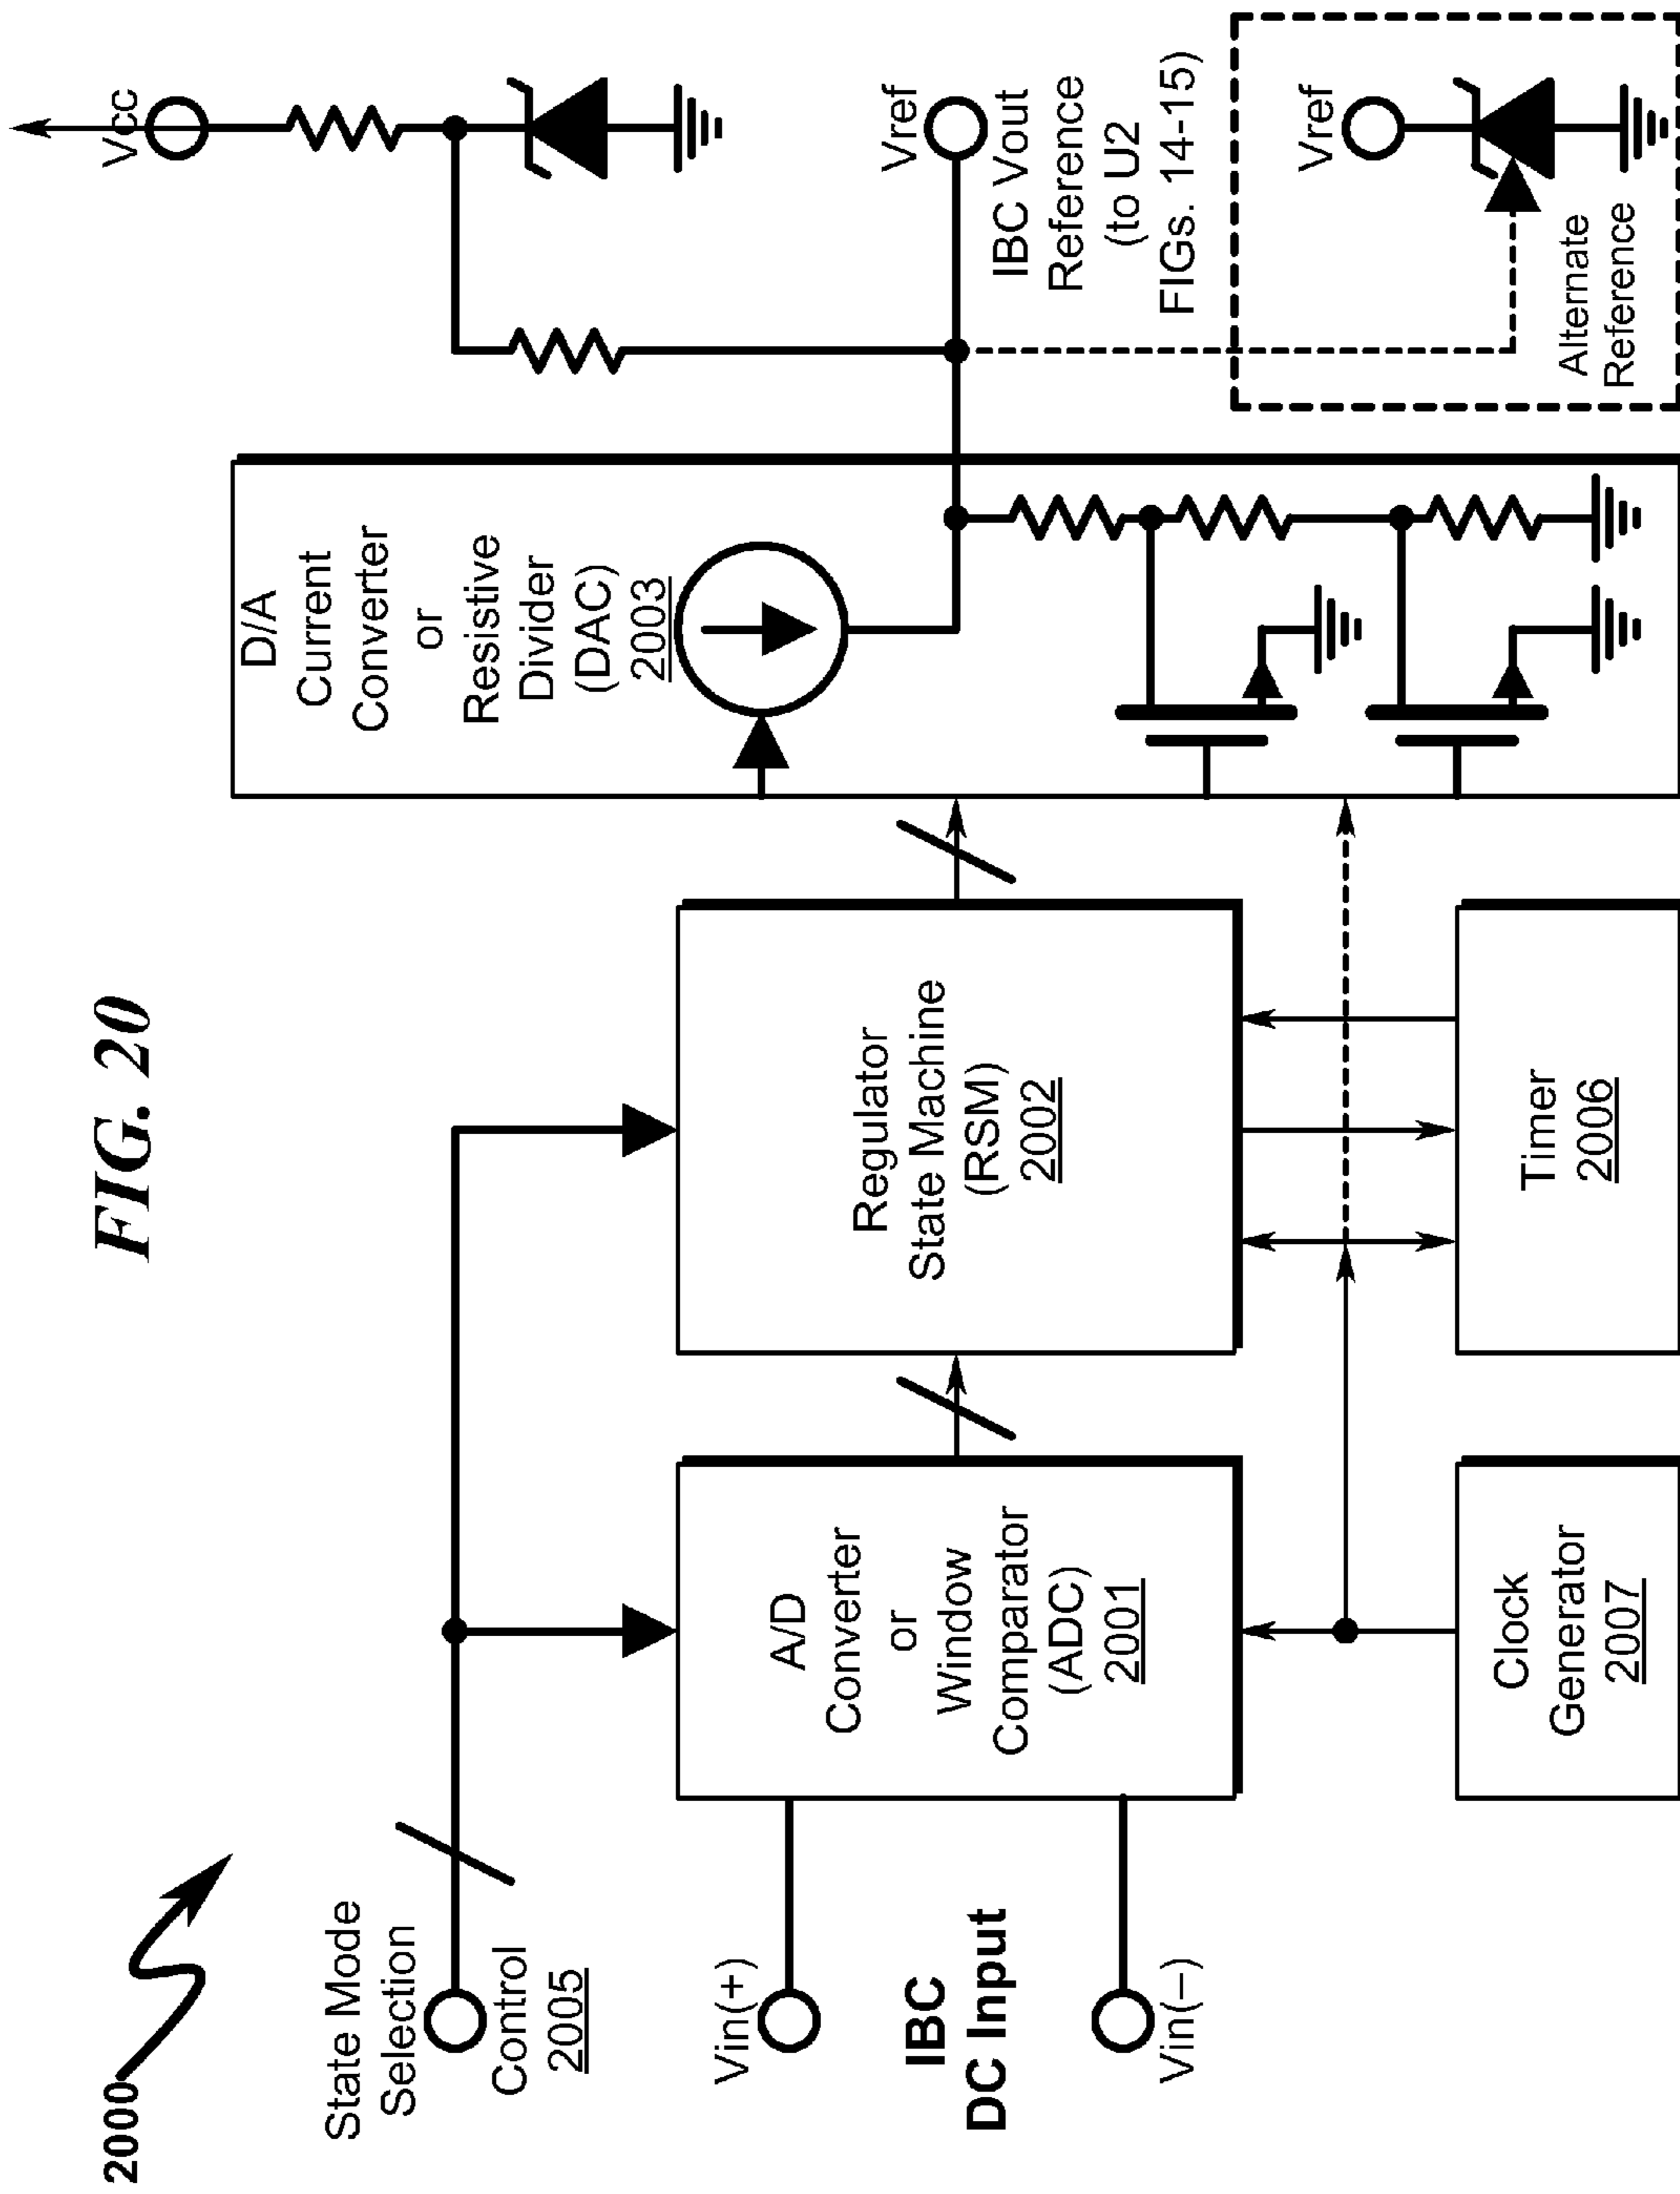 FIG. 20
2000
State Mode
Selection
Control
2005
Vin(+)
IBC
DC Input
Vin(–)
A/D
Converter
or
Window
Comparator
(ADC)
2001
Clock
Generator
2007
Regulator
State Machine
(RSM)
2002
Timer
2006
D/A
Current
Converter
or
Resistive
Divider
(DAC)
2003
Vcc
Vref
IBC Vout
Reference
(to U2
FIGs. 14-15)
Vref
Alternate
Reference